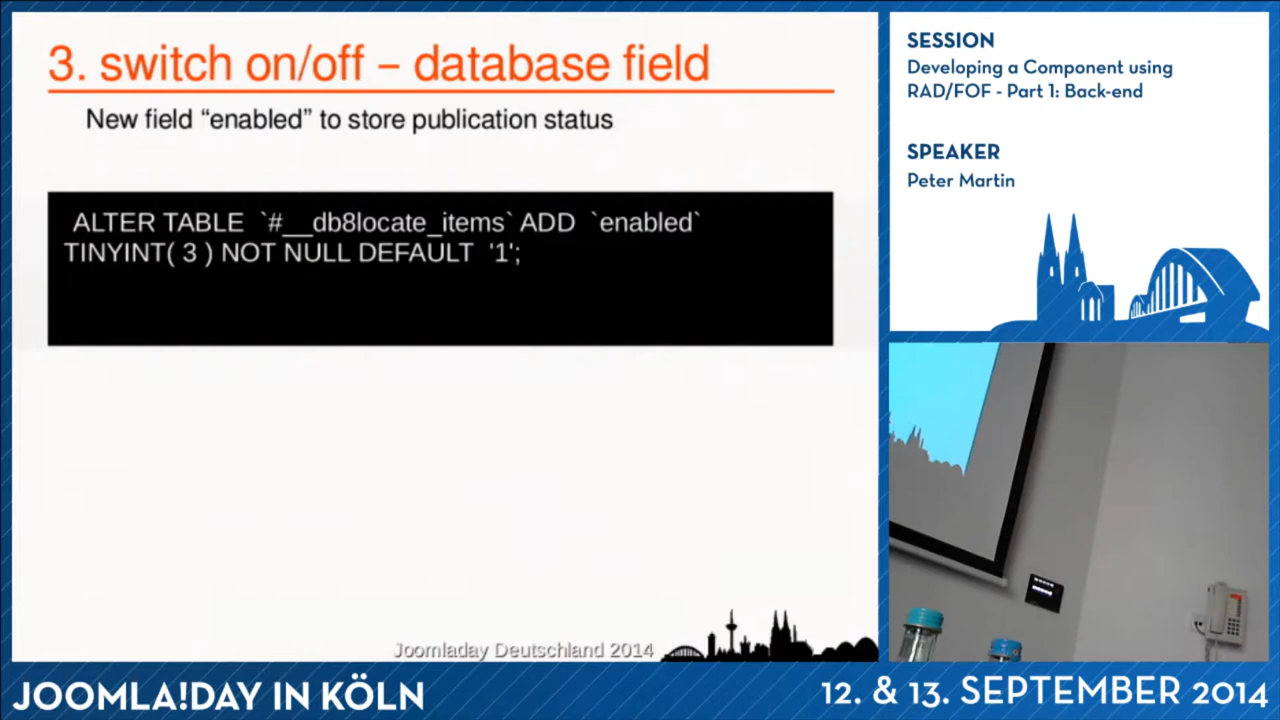 3. switch on/off – database field
New field “enabled” to store publication status
ALTER TABLE `#__db8locate_items` ADD `enabled`
TINYINT( 3 ) NOT NULL DEFAULT '1';
Joomladay Deutschland 2014
SESSION
Developing a Component using
RAD/FOF - Part 1: Back-end
SPEAKER
Peter Martin
JOOMLA!DAY IN KÖLN
12. & 13. SEPTEMBER 2014